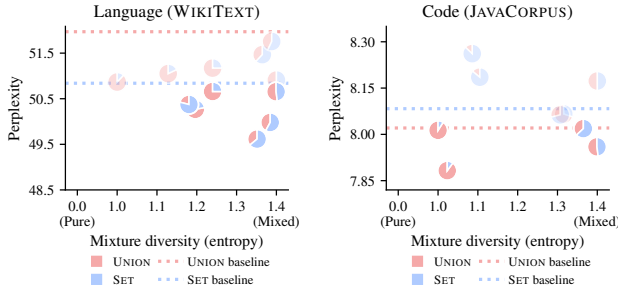 Language (WIKITEXT)
Perplexity
51.5
50.5
49.5
48.5
0.0
1.0
1.1
1.2
1.3
1.4
(Pure)
(Mixed)
Mixture diversity (entropy)
UNION
UNION baseline
SET
SET baseline
Code (JAVACORPUS)
Perplexity
8.30
8.15
8.00
7.85
0.0
1.0
1.1
1.2
1.3
1.4
(Pure)
(Mixed)
Mixture diversity (entropy)
UNION
UNION baseline
SET
SET baseline